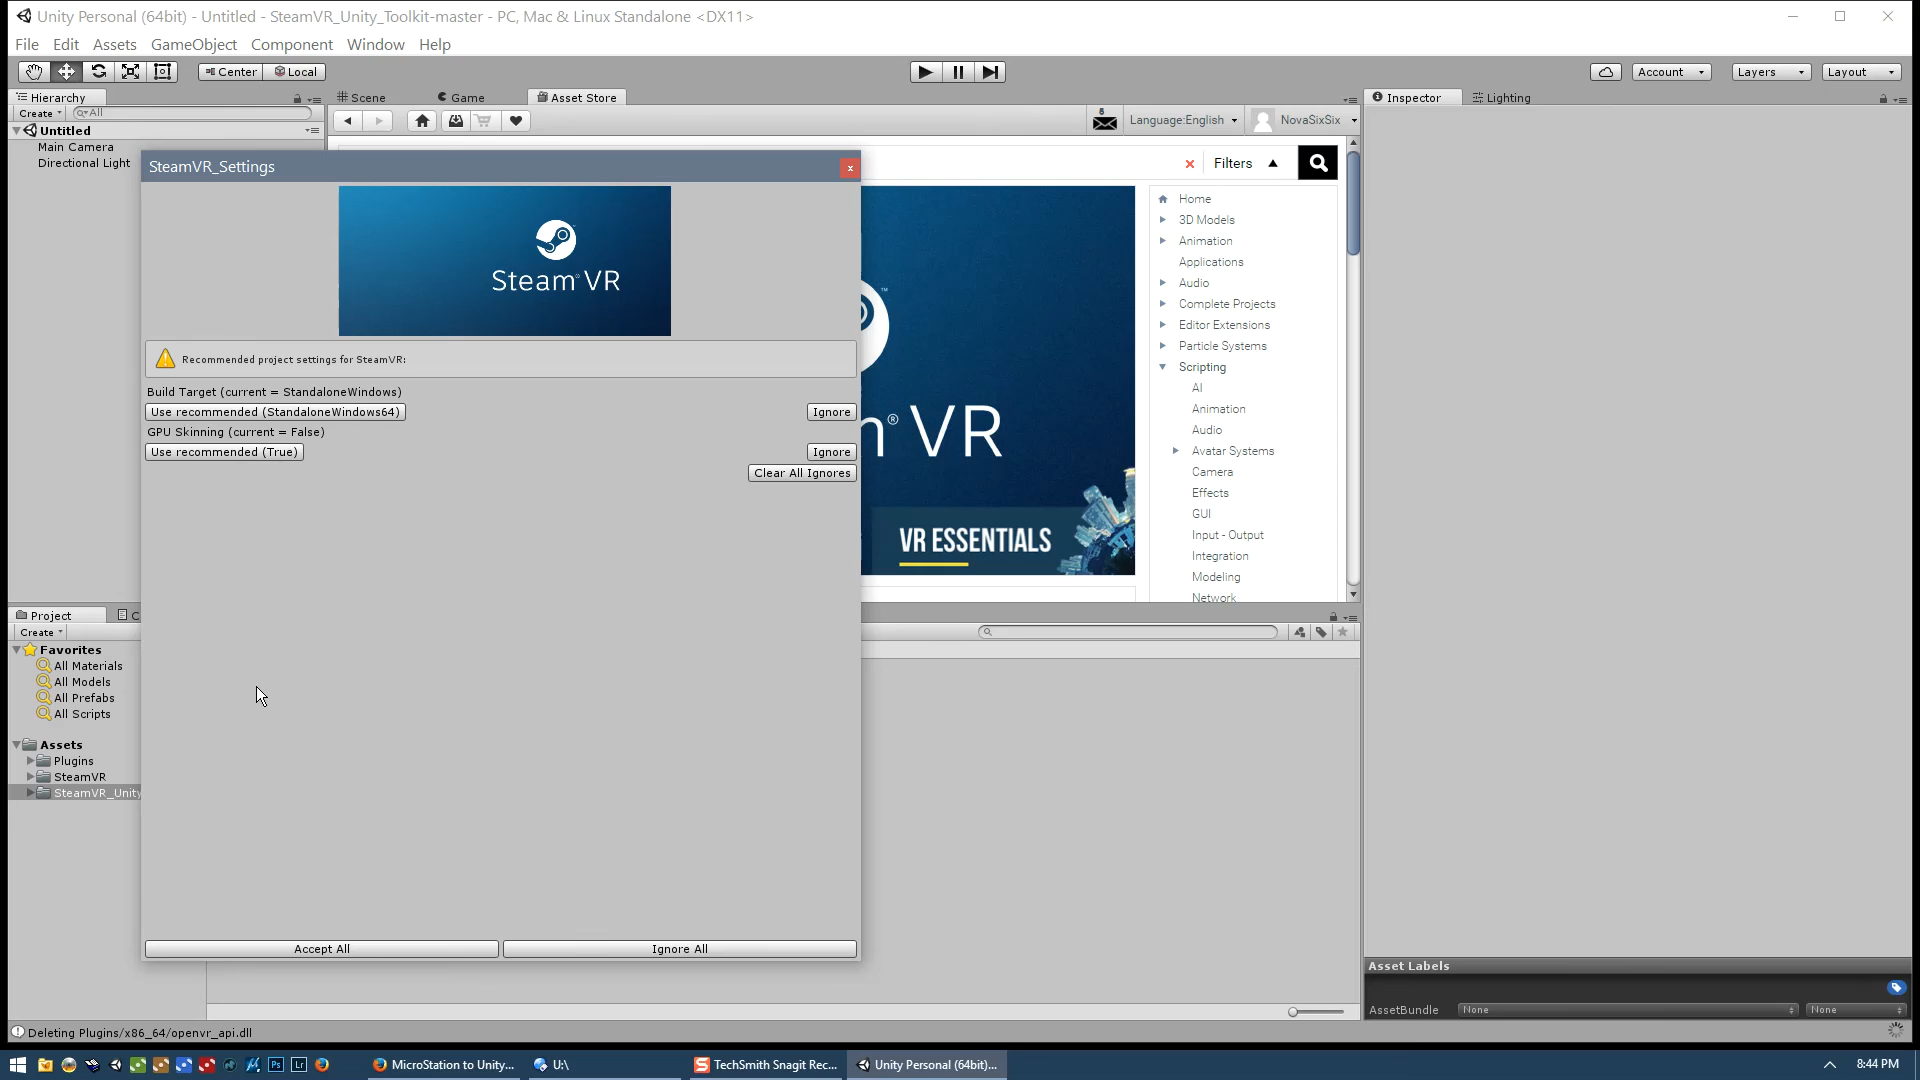 Unity Personal (64bit) - Untitled - SteamVR_Unity_Toolkit-master - PC, Mac & Linux Standalone <DX11>
File Edit Assets GameObject Component Window Help
Center Local
Account Layers Layout
Hierarchy
Create All
Untitled
Main Camera
Directional Light
Scene Game Asset Store
Language:English NovaSixSix
Filters
Inspector Lighting
SteamVR_Settings
x
Steam VR
Recommended project settings for SteamVR:
Build Target (current = StandaloneWindows)
Use recommended (StandaloneWindows64) Ignore
GPU Skinning (current = False)
Use recommended (True) Ignore
Clear All Ignores
Accept All Ignore All
VR
VR ESSENTIALS
Home
3D Models
Animation
Applications
Audio
Complete Projects
Editor Extensions
Particle Systems
Scripting
AI
Animation
Audio
Avatar Systems
Camera
Effects
GUI
Input - Output
Integration
Modeling
Network
Project
Create
Favorites
All Materials
All Models
All Prefabs
All Scripts
Assets
Plugins
SteamVR
SteamVR_Unity
Asset Labels
AssetBundle None None
Deleting Plugins/x86_64/openvr_api.dll
MicroStation to Unity... U:\ TechSmith Snagit Rec... Unity Personal (64bit)... 8:44 PM